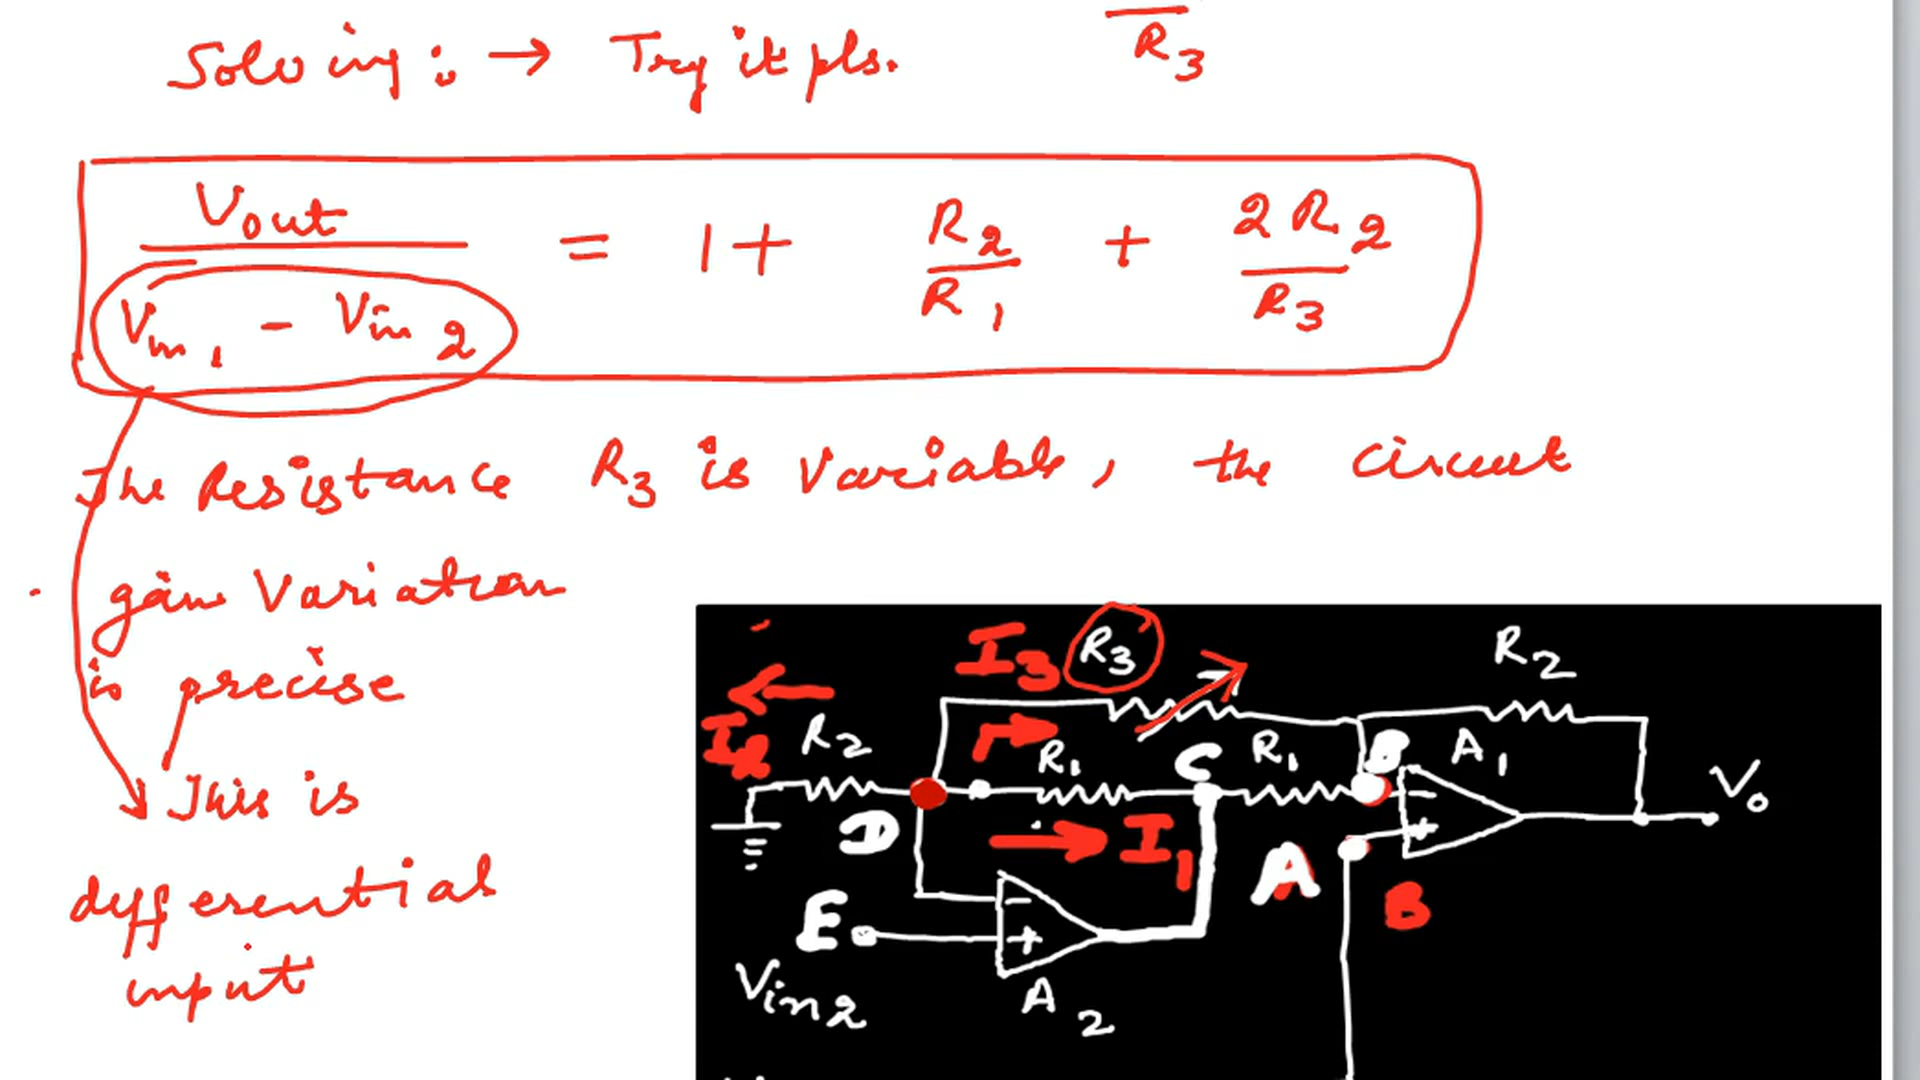 Solving :→ Try it pls. R3
Vout / (Vin1 - Vin2) = 1 + R2/R1 + 2R2/R3
The Resistance R3 is variable, the circuit
gain variation
is precise
This is
differential
input
I3 R3 R2
I2 R2 R1 C R1 B A1 Vo
- +
D I1 A B
E - +
Vin2 A2